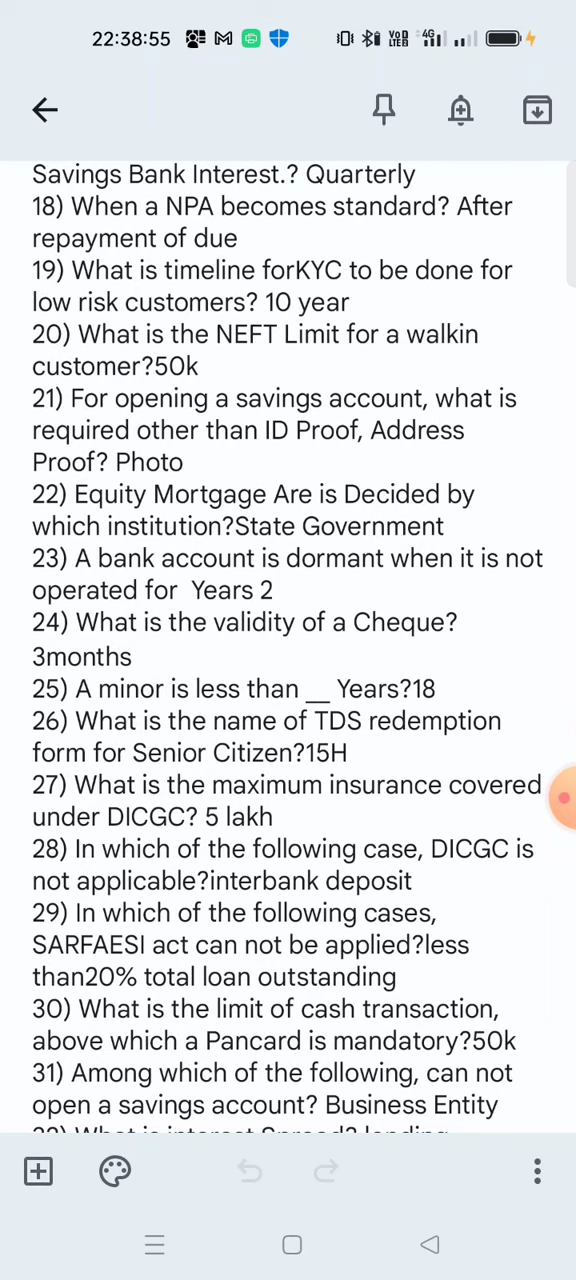 22:38:55
VoD LTE 4G
Savings Bank Interest.? Quarterly
18) When a NPA becomes standard? After
repayment of due
19) What is timeline forKYC to be done for
low risk customers? 10 year
20) What is the NEFT Limit for a walkin
customer?50k
21) For opening a savings account, what is
required other than ID Proof, Address
Proof? Photo
22) Equity Mortgage Are is Decided by
which institution?State Government
23) A bank account is dormant when it is not
operated for  Years 2
24) What is the validity of a Cheque?
3months
25) A minor is less than __ Years?18
26) What is the name of TDS redemption
form for Senior Citizen?15H
27) What is the maximum insurance covered
under DICGC? 5 lakh
28) In which of the following case, DICGC is
not applicable?interbank deposit
29) In which of the following cases,
SARFAESI act can not be applied?less
than20% total loan outstanding
30) What is the limit of cash transaction,
above which a Pancard is mandatory?50k
31) Among which of the following, can not
open a savings account? Business Entity